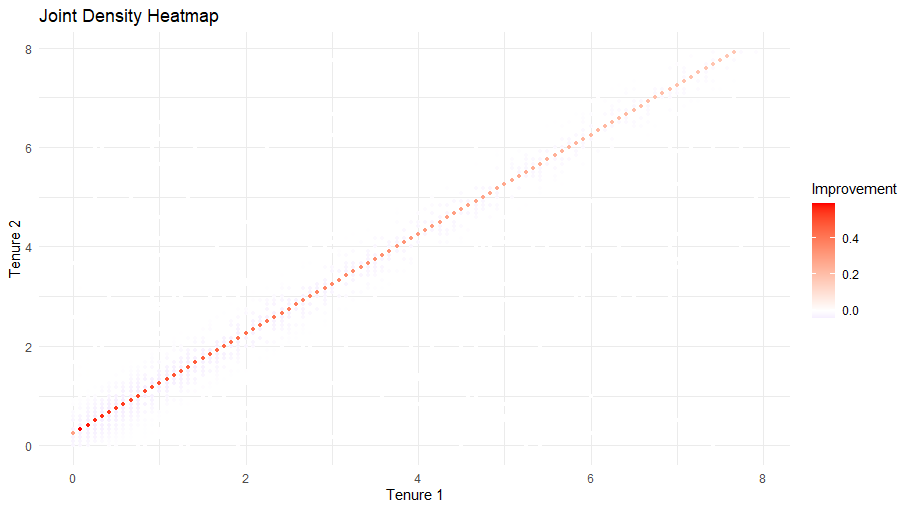 Joint Density Heatmap
8
6
4
2
0
Tenure 2
0 2 4 6 8
Tenure 1
Improvement
0.4
0.2
0.0